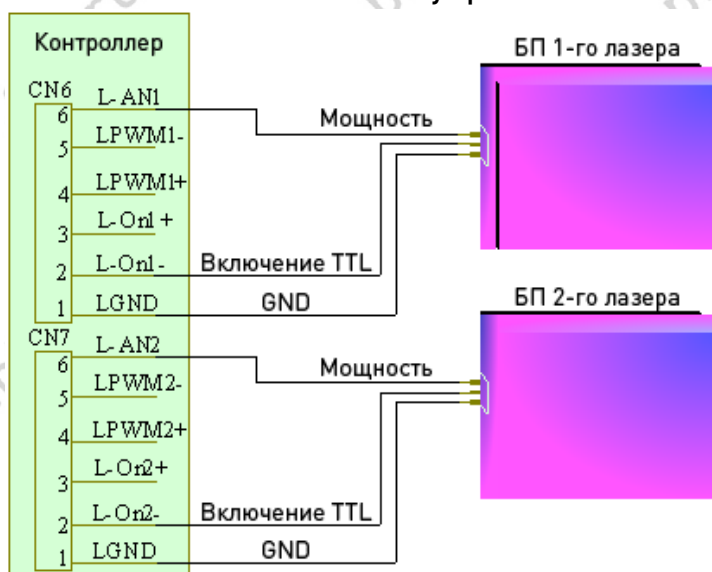 Контроллер
БП 1-го лазера
CN6
L-AN1
6
Мощность
LPWM1-
5
LPWM1+
4
L-On1+
3
L-On1-
Включение TTL
2
LGND
GND
1
БП 2-го лазера
CN7
L-AN2
6
Мощность
LPWM2-
5
LPWM2+
4
L-On2+
3
L-On2-
Включение TTL
2
LGND
GND
1